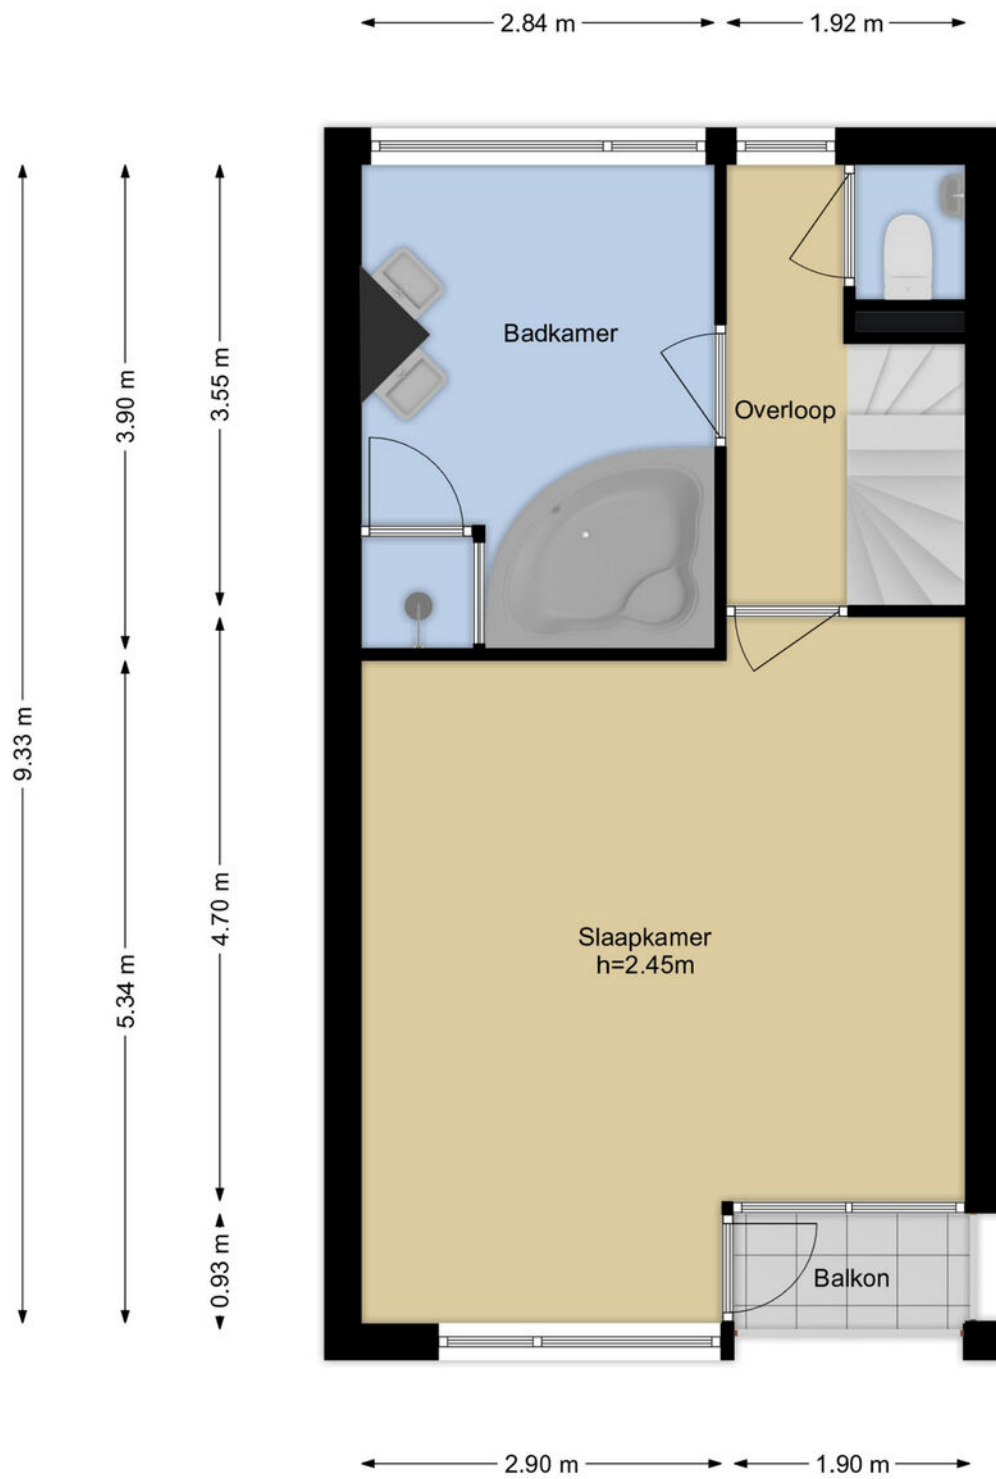 2.84 m
1.92 m
9.33 m
3.90 m
3.55 m
5.34 m
4.70 m
0.93 m
Badkamer
Overloop
Slaapkamer
h=2.45m
Balkon
2.90 m
1.90 m